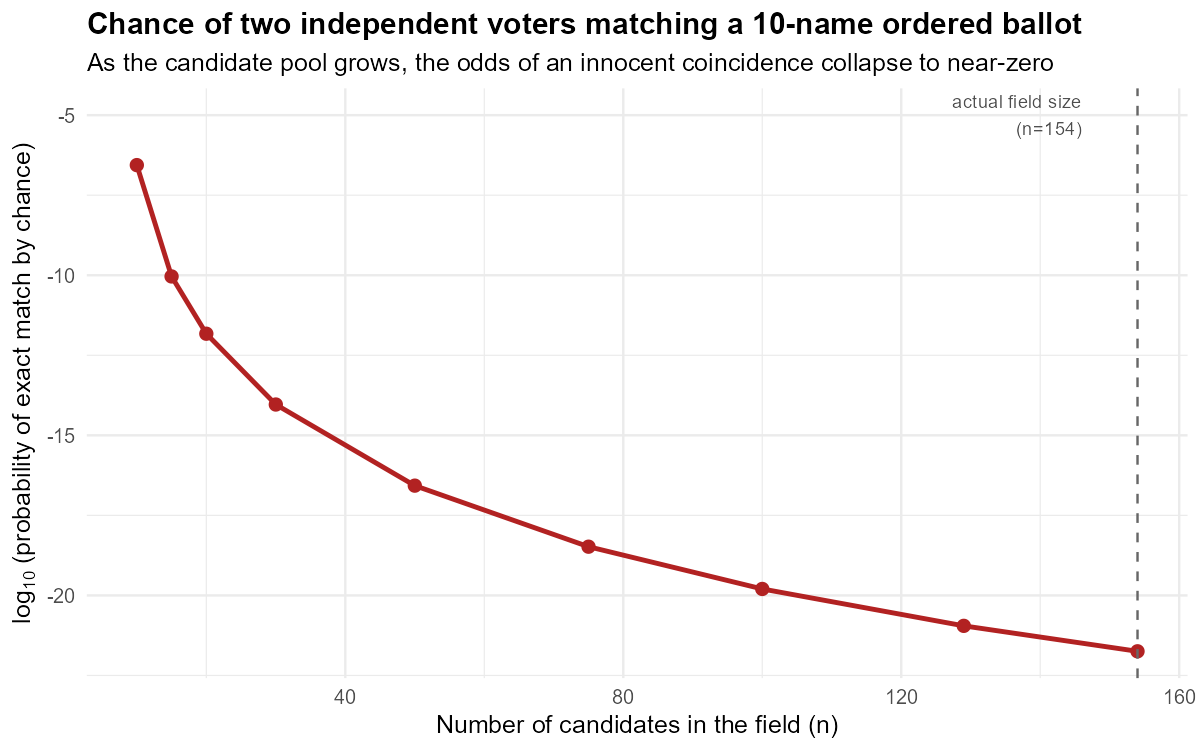 Chance of two independent voters matching a 10-name ordered ballot
As the candidate pool grows, the odds of an innocent coincidence collapse to near-zero
actual field size
(n=154)
log₁₀ (probability of exact match by chance)
-5
-10
-15
-20
40 80 120 160
Number of candidates in the field (n)